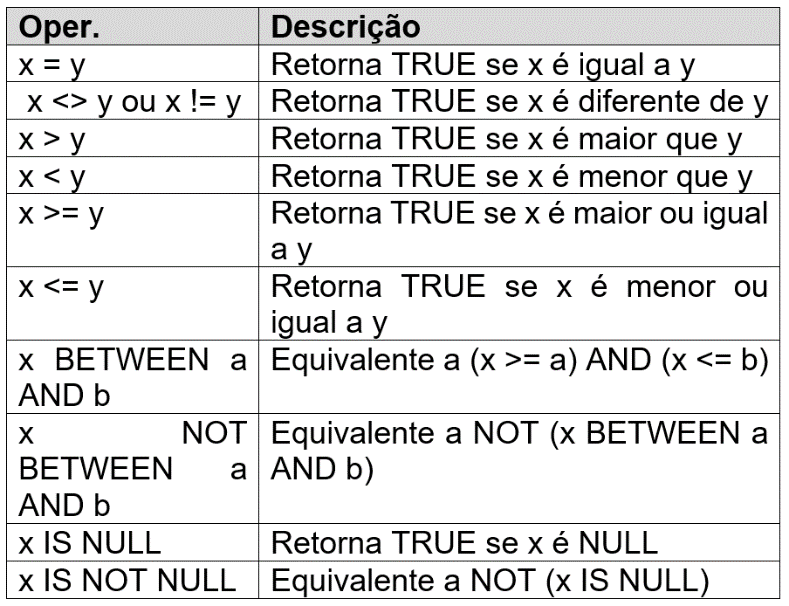 Oper. Descrição
x = y Retorna TRUE se x é igual a y
x <> y ou x != y Retorna TRUE se x é diferente de y
x > y Retorna TRUE se x é maior que y
x < y Retorna TRUE se x é menor que y
x >= y Retorna TRUE se x é maior ou igual
a y
x <= y Retorna TRUE se x é menor ou
igual a y
x BETWEEN a Equivalente a (x >= a) AND (x <= b)
AND b
x NOT Equivalente a NOT (x BETWEEN a
BETWEEN a AND b)
AND b
x IS NULL Retorna TRUE se x é NULL
x IS NOT NULL Equivalente a NOT (x IS NULL)